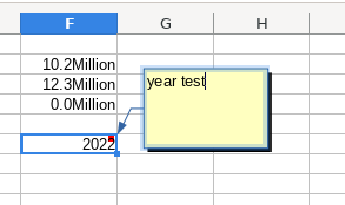 F G H
10.2Million
12.3Million
0.0Million
2022
year test